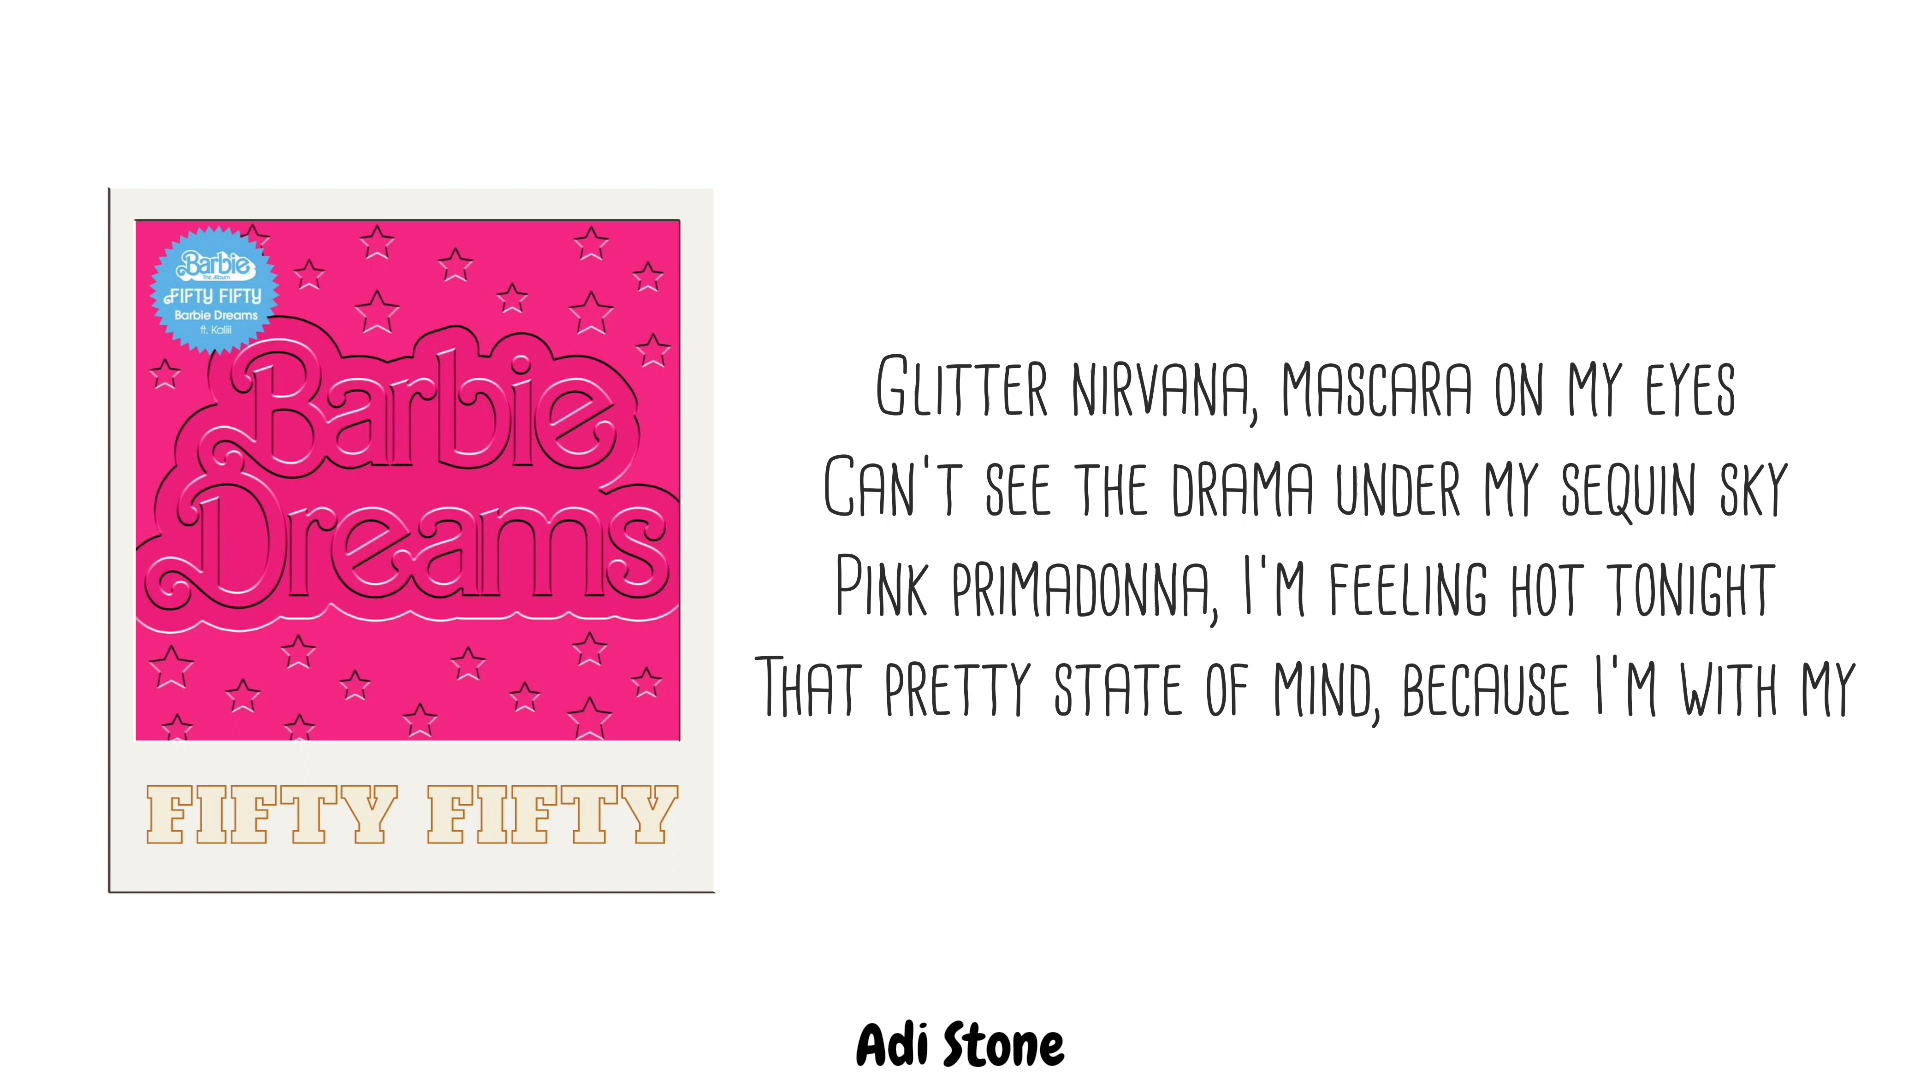 Barbie
The Album
FIFTY FIFTY
Barbie Dreams
ft. Kaliii
Barbie
Dreams
FIFTY FIFTY
Glitter nirvana, mascara on my eyes
Can't see the drama under my sequin sky
Pink primadonna, I'm feeling hot tonight
That pretty state of mind, because I'm with my
Adi Stone